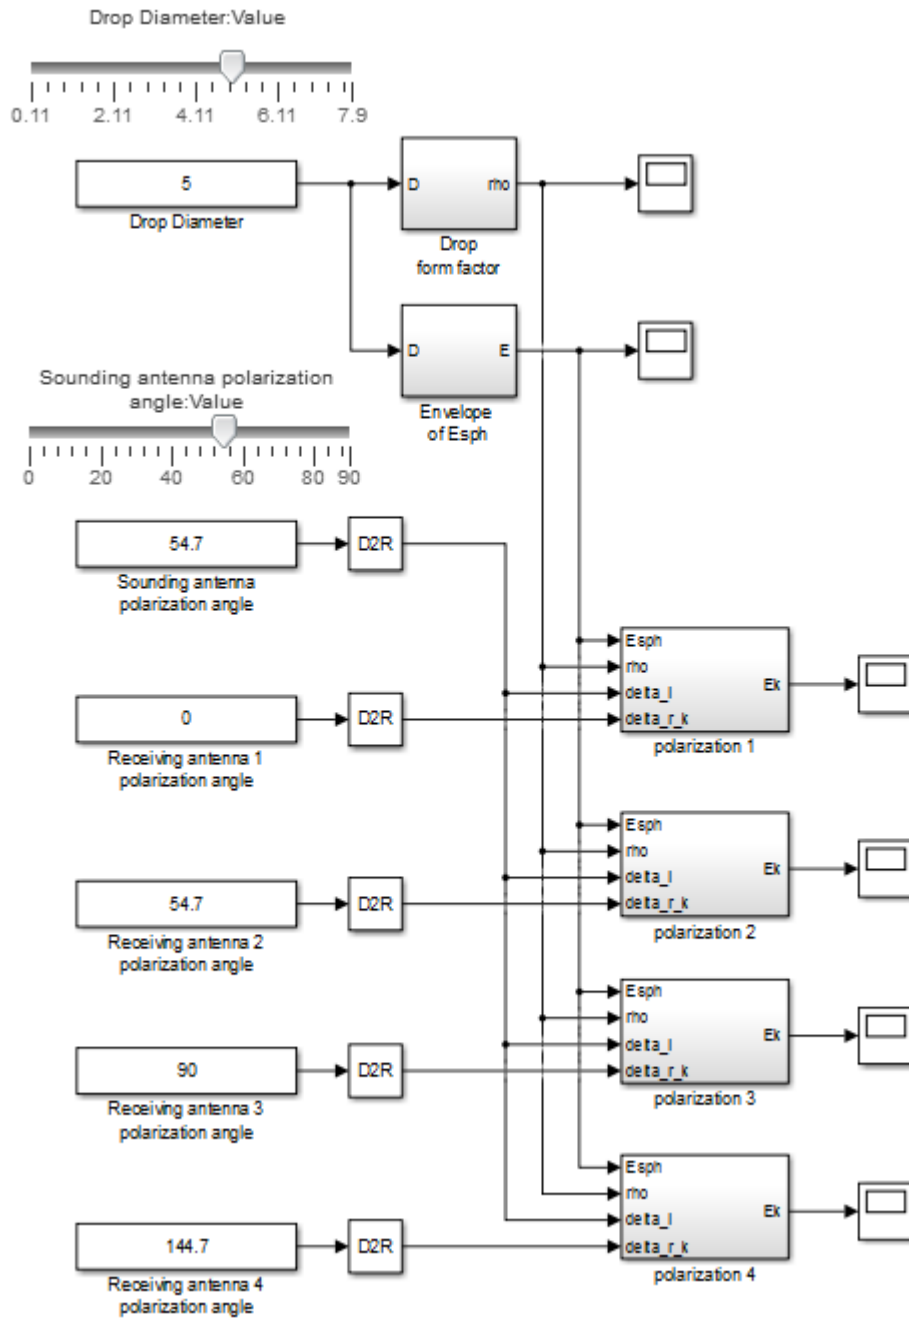 Drop Diameter:Value
0.11 2.11 4.11 6.11 7.9
5
Drop Diameter
D rho
Drop
form factor
D E
Envelope
of Esph
Sounding antenna polarization
angle:Value
0 20 40 60 80 90
54.7
D2R
Sounding antenna
polarization angle
Esph
rho
delta_l
delta_r_k
Ek
polarization 1
0
D2R
Receiving antenna 1
polarization angle
Esph
rho
delta_l
delta_r_k
Ek
polarization 2
54.7
D2R
Receiving antenna 2
polarization angle
Esph
rho
delta_l
delta_r_k
Ek
polarization 3
90
D2R
Receiving antenna 3
polarization angle
Esph
rho
delta_l
delta_r_k
Ek
polarization 4
144.7
D2R
Receiving antenna 4
polarization angle